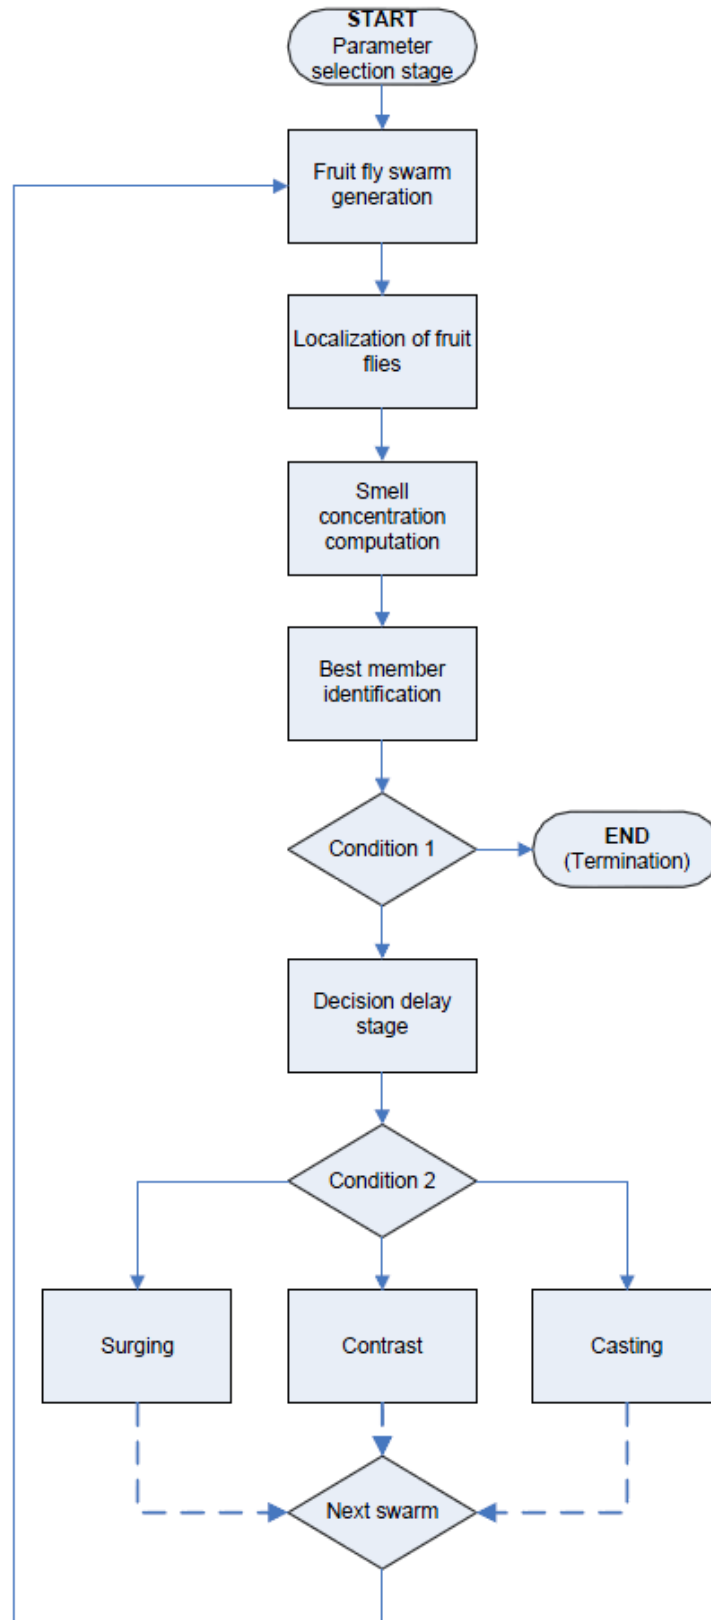 START
Parameter
selection stage
Fruit fly swarm
generation
Localization of fruit
flies
Smell
concentration
computation
Best member
identification
Condition 1
END
(Termination)
Decision delay
stage
Condition 2
Surging
Contrast
Casting
Next swarm